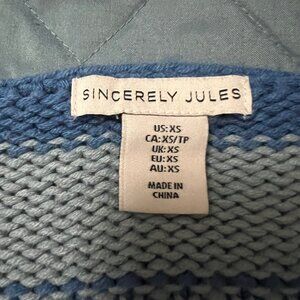 SINCERELY JULES
US: XS
CA: XS/TP
UK: XS
EU: XS
AU: XS
MADE IN
CHINA